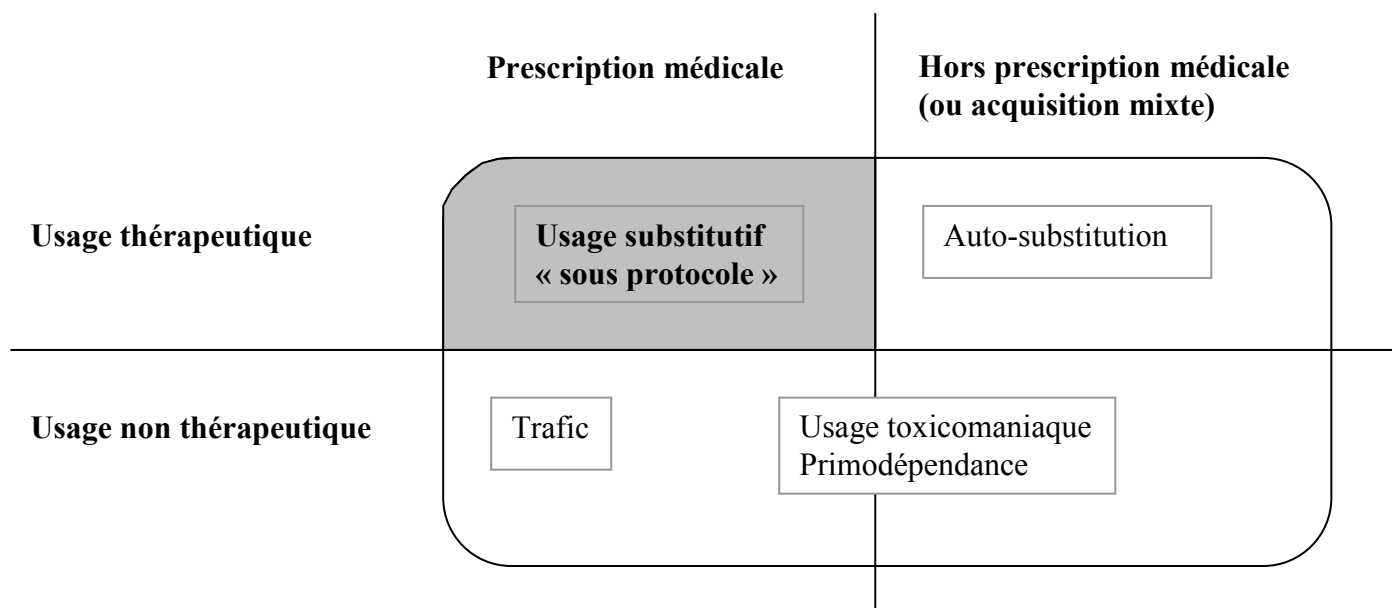 Prescription médicale
Hors prescription médicale
(ou acquisition mixte)
Usage thérapeutique
Usage substitutif
« sous protocole »
Auto-substitution
Usage non thérapeutique
Trafic
Usage toxicomaniaque
Primodépendance